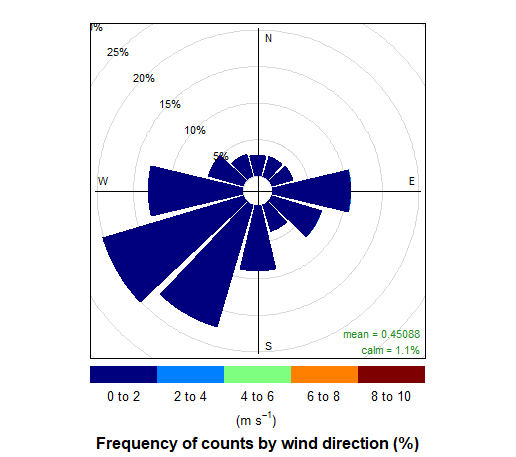 N
25%
20%
15%
10%
5%
W
E
S
mean = 0.45088
calm = 1.1%
0 to 2 2 to 4 4 to 6 6 to 8 8 to 10
(m s⁻¹)
Frequency of counts by wind direction (%)